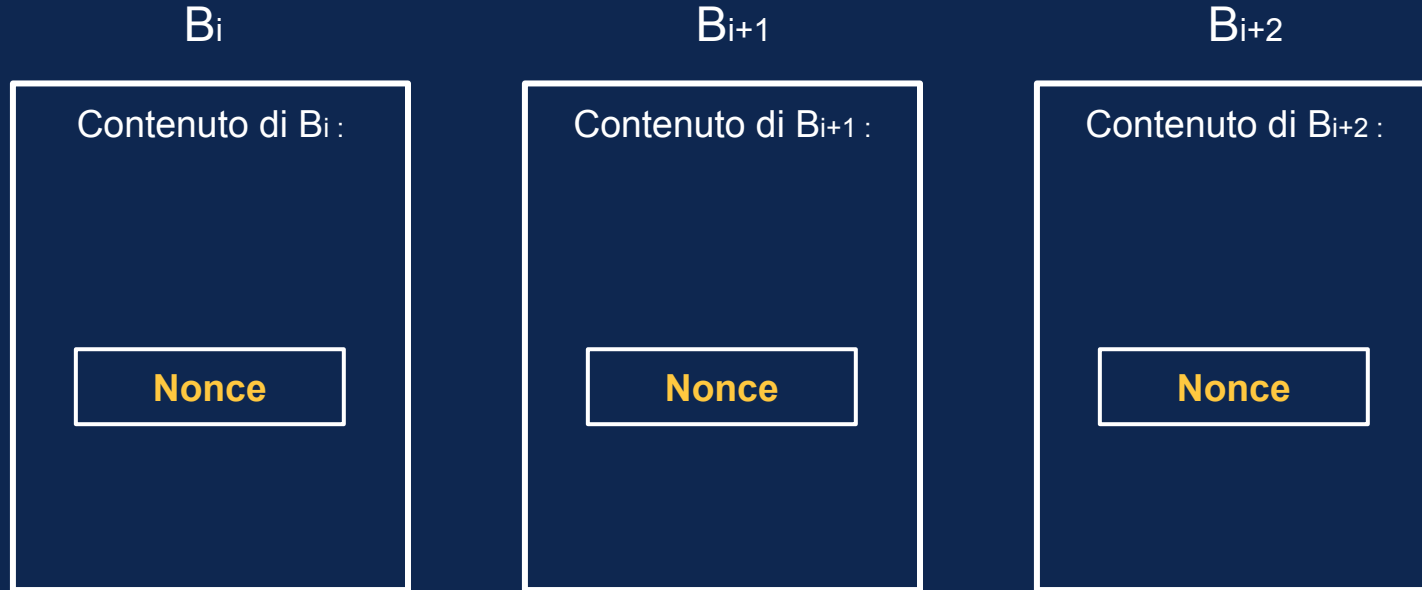 Bi
Bi+1
Bi+2
Contenuto di Bi :
Contenuto di Bi+1 :
Contenuto di Bi+2 :
Nonce
Nonce
Nonce